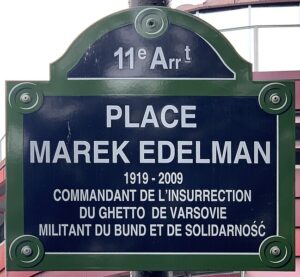 11e Arrt
PLACE
MAREK EDELMAN
1919 - 2009
COMMANDANT DE L'INSURRECTION
DU GHETTO DE VARSOVIE
MILITANT DU BUND ET DE SOLIDARNOŚĆ